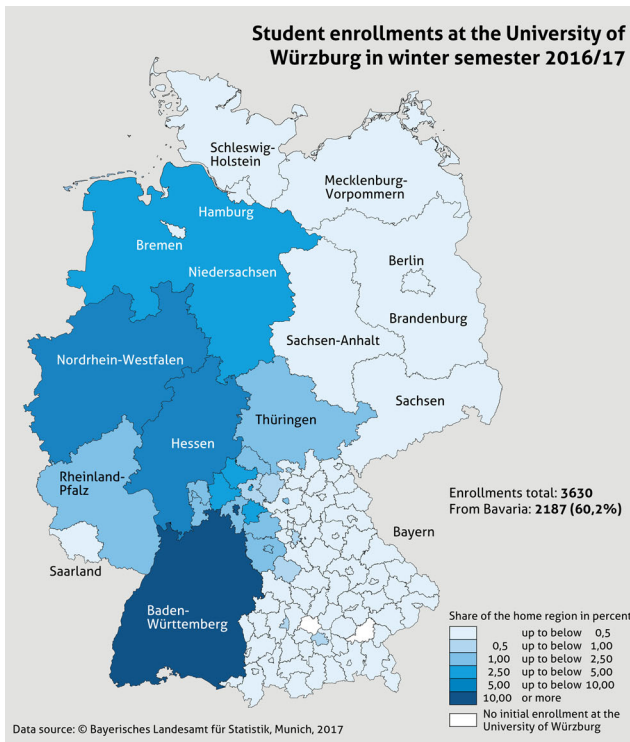 Student enrollments at the University of
Würzburg in winter semester 2016/17
Schleswig-
Holstein
Mecklenburg-
Vorpommern
Hamburg
Bremen
Niedersachsen
Berlin
Brandenburg
Sachsen-Anhalt
Nordrhein-Westfalen
Sachsen
Thüringen
Hessen
Rheinland-
Pfalz
Enrollments total: 3630
From Bavaria: 2187 (60,2%)
Bayern
Saarland
Baden-
Württemberg
Share of the home region in percent
up to below 0,5
0,5 up to below 1,00
1,00 up to below 2,50
2,50 up to below 5,00
5,00 up to below 10,00
10,00 or more
No initial enrollment at the
University of Würzburg
Data source: © Bayerisches Landesamt für Statistik, Munich, 2017